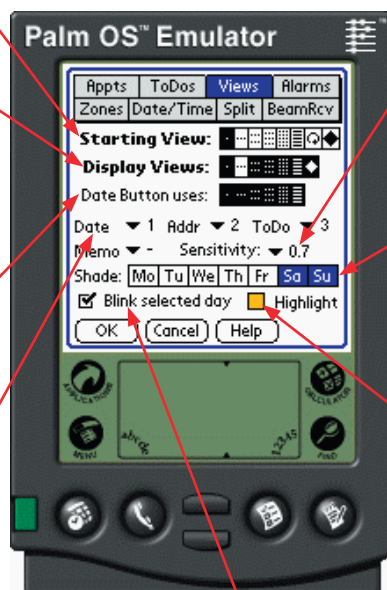 Palm OS™ Emulator
Appts ToDos Views Alarms
Zones Date/Time Split BeamRcv
Starting View:
Display Views:
Date Button uses:
Date ▼ 1 Addr ▼ 2 ToDo ▼ 3
Memo ▼ - Sensitivity: ▼ 0.7
Shade: Mo Tu We Th Fr Sa Su
Blink selected day Highlight
OK Cancel Help
APPLICATIONS CALCULATOR
MENU abcde 12345 FIND